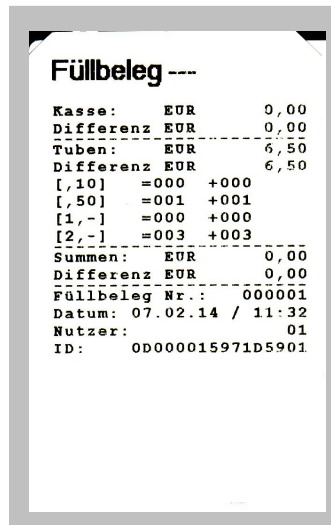 Füllbeleg ---
Kasse: EUR 0,00
Differenz EUR 0,00
Tuben: EUR 6,50
Differenz EUR 6,50
[,10] =000 +000
[,50] =001 +001
[1,-] =000 +000
[2,-] =003 +003
Summen: EUR 0,00
Differenz EUR 0,00
Füllbeleg Nr.: 000001
Datum: 07.02.14 / 11:32
Nutzer: 01
ID: 0D000015971D5901